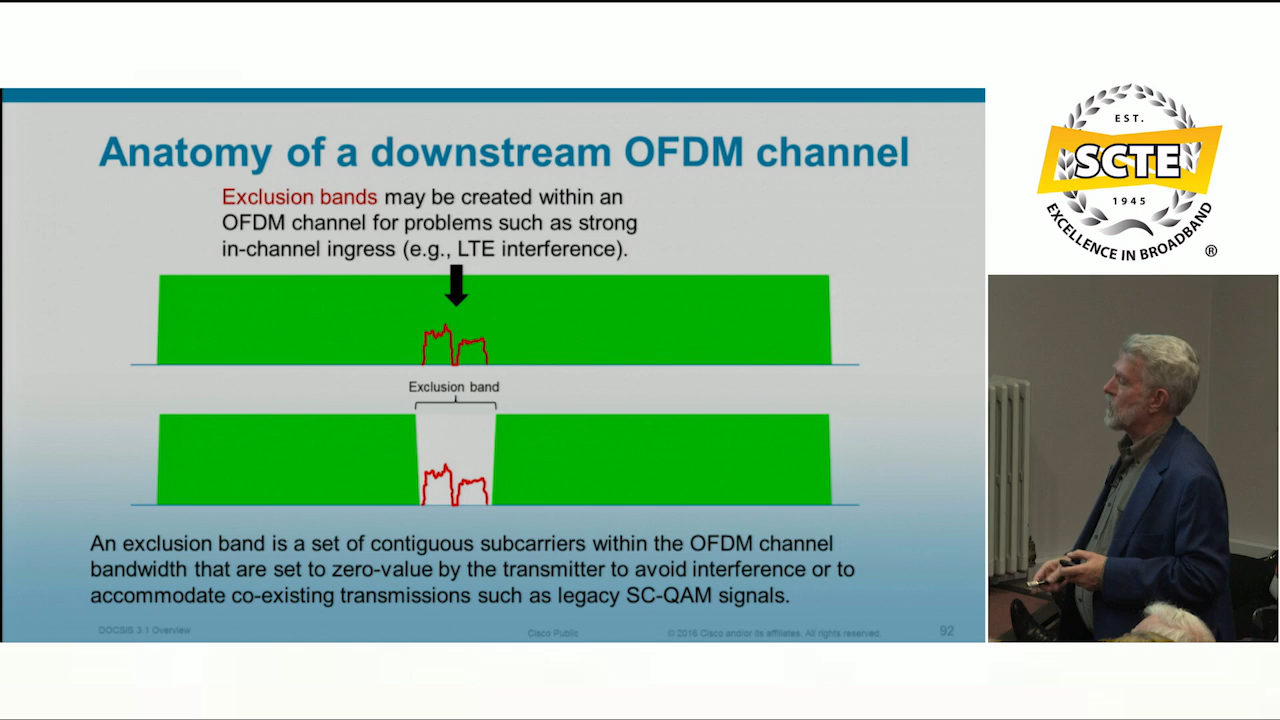 Anatomy of a downstream OFDM channel
Exclusion bands may be created within an
OFDM channel for problems such as strong
in-channel ingress (e.g., LTE interference).
Exclusion band
An exclusion band is a set of contiguous subcarriers within the OFDM channel
bandwidth that are set to zero-value by the transmitter to avoid interference or to
accommodate co-existing transmissions such as legacy SC-QAM signals.
DOCSIS 3.1 Overview
Cisco Public
© 2016 Cisco and/or its affiliates. All rights reserved.
92
EST.
SCTE
1945
EXCELLENCE IN BROADBAND
®